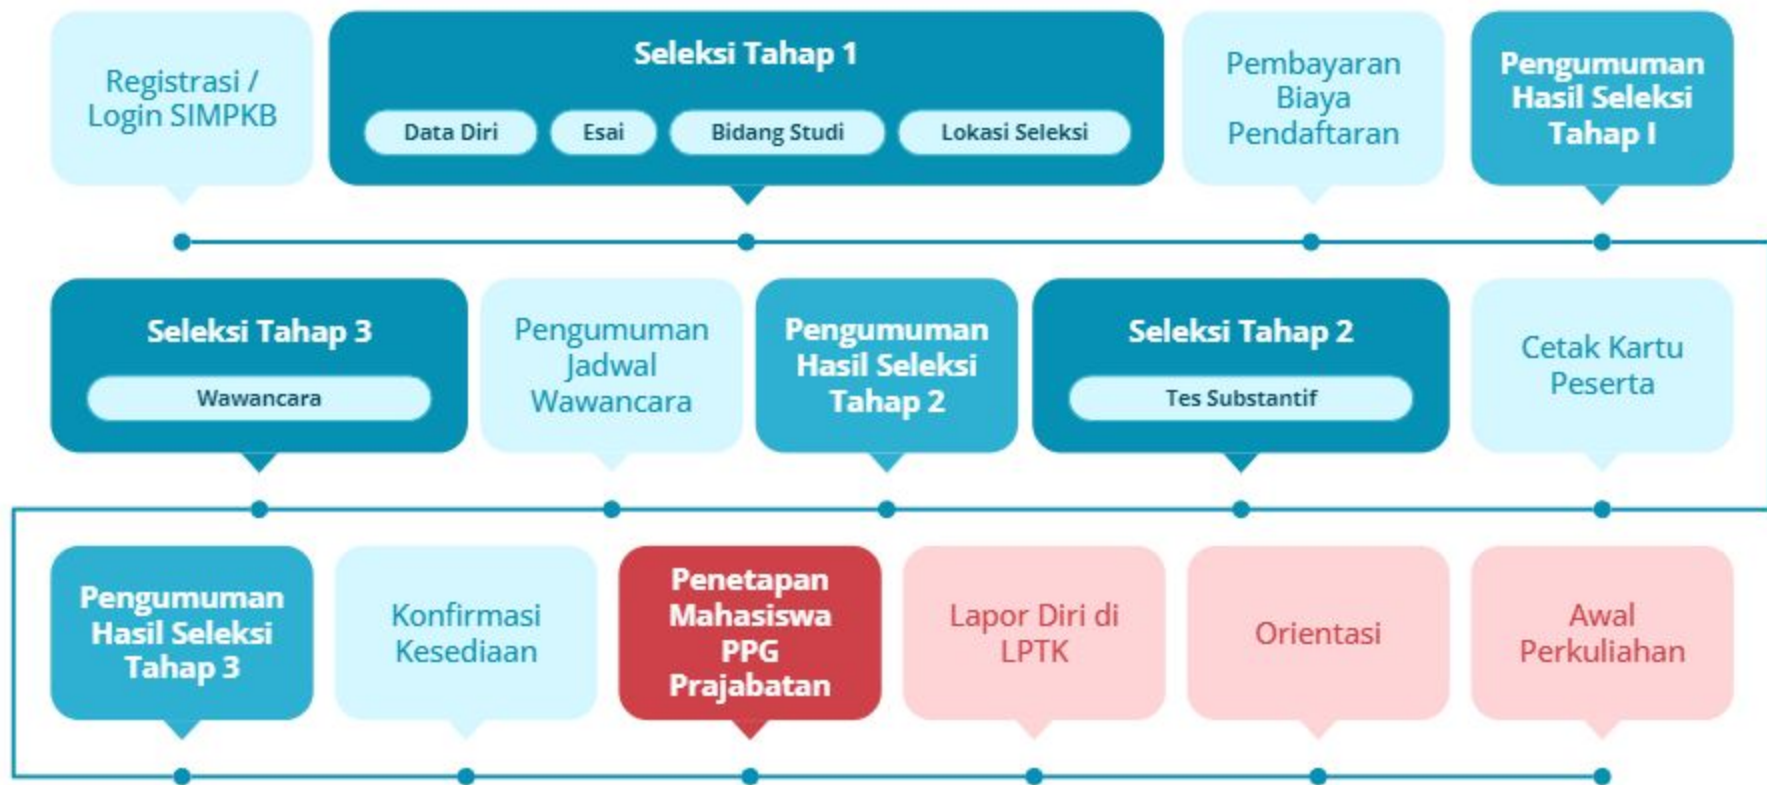 Registrasi /
Login SIMPKB
Seleksi Tahap 1
Data Diri
Esai
Bidang Studi
Lokasi Seleksi
Pembayaran
Biaya
Pendaftaran
Pengumuman
Hasil Seleksi
Tahap I
Seleksi Tahap 3
Wawancara
Pengumuman
Jadwal
Wawancara
Pengumuman
Hasil Seleksi
Tahap 2
Seleksi Tahap 2
Tes Substantif
Cetak Kartu
Peserta
Pengumuman
Hasil Seleksi
Tahap 3
Konfirmasi
Kesediaan
Penetapan
Mahasiswa
PPG
Prajabatan
Lapor Diri di
LPTK
Orientasi
Awal
Perkuliahan